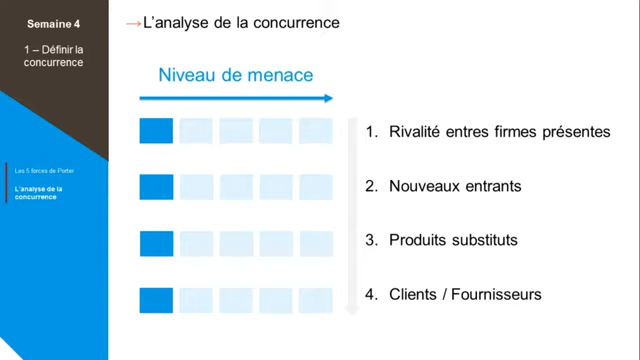 Semaine 4
1 – Définir la
concurrence
Les 5 forces de Porter
L'analyse de la
concurrence
→L'analyse de la concurrence
Niveau de menace
1. Rivalité entres firmes présentes
2. Nouveaux entrants
3. Produits substituts
4. Clients / Fournisseurs